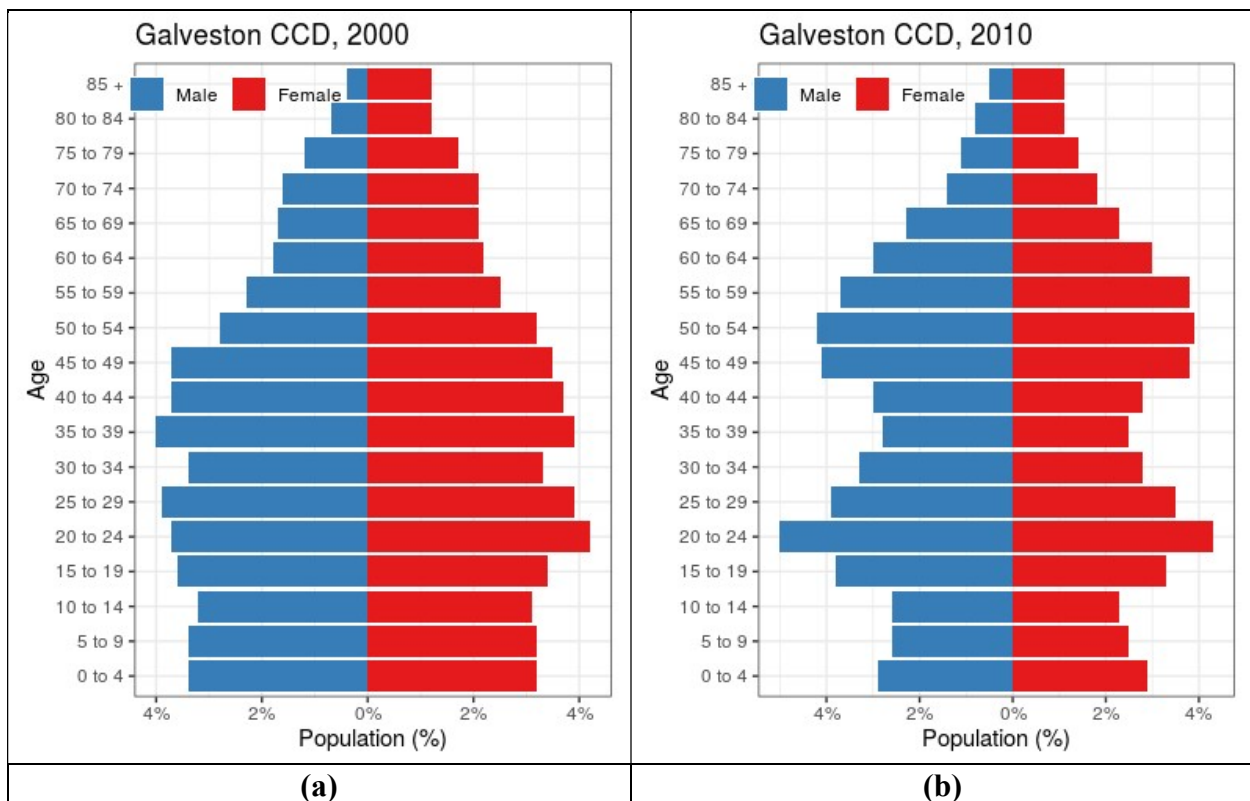 Galveston CCD, 2000
Male
Female
85 +
80 to 84
75 to 79
70 to 74
65 to 69
60 to 64
55 to 59
50 to 54
45 to 49
40 to 44
35 to 39
30 to 34
25 to 29
20 to 24
15 to 19
10 to 14
5 to 9
0 to 4
Age
4% 2% 0% 2% 4%
Population (%)
(a)
Galveston CCD, 2010
Male
Female
85 +
80 to 84
75 to 79
70 to 74
65 to 69
60 to 64
55 to 59
50 to 54
45 to 49
40 to 44
35 to 39
30 to 34
25 to 29
20 to 24
15 to 19
10 to 14
5 to 9
0 to 4
Age
4% 2% 0% 2% 4%
Population (%)
(b)